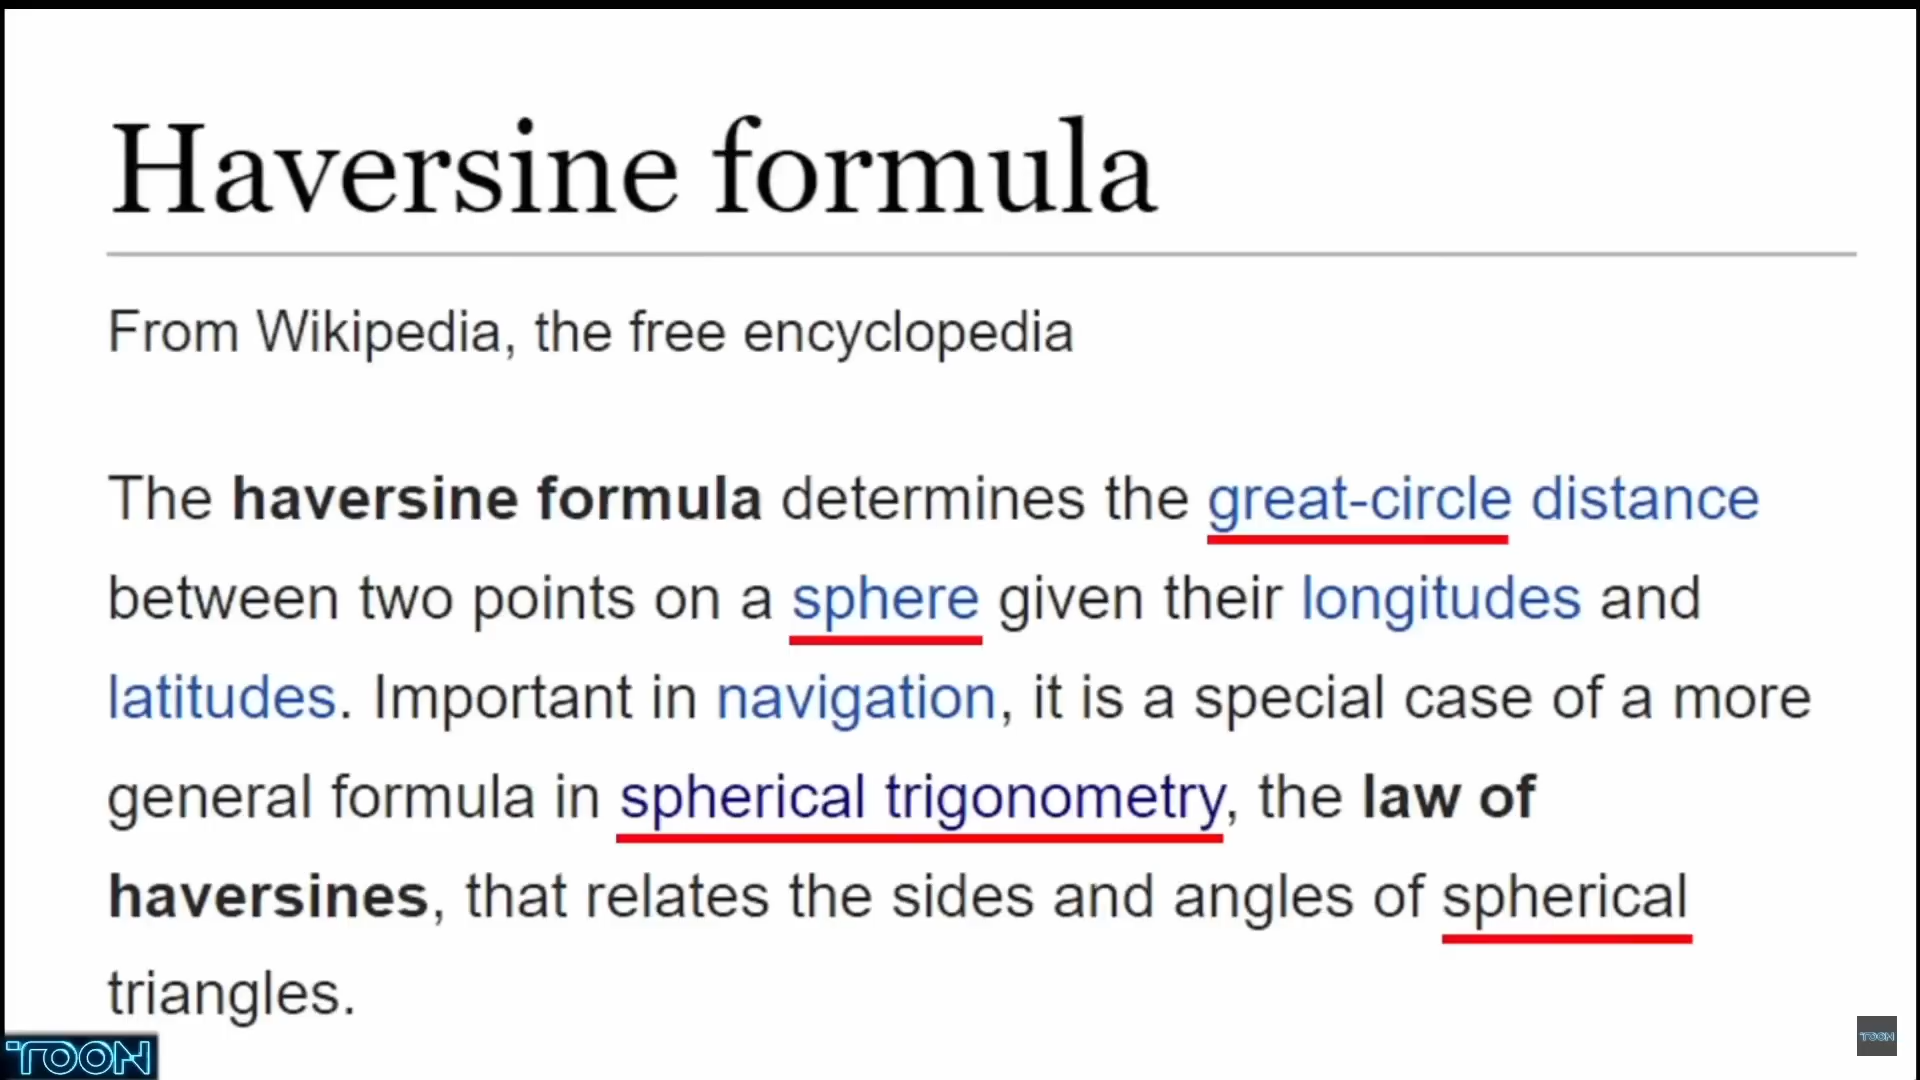 Haversine formula
From Wikipedia, the free encyclopedia
The haversine formula determines the great-circle distance
between two points on a sphere given their longitudes and
latitudes. Important in navigation, it is a special case of a more
general formula in spherical trigonometry, the law of
haversines, that relates the sides and angles of spherical
triangles.
TOON
TOON